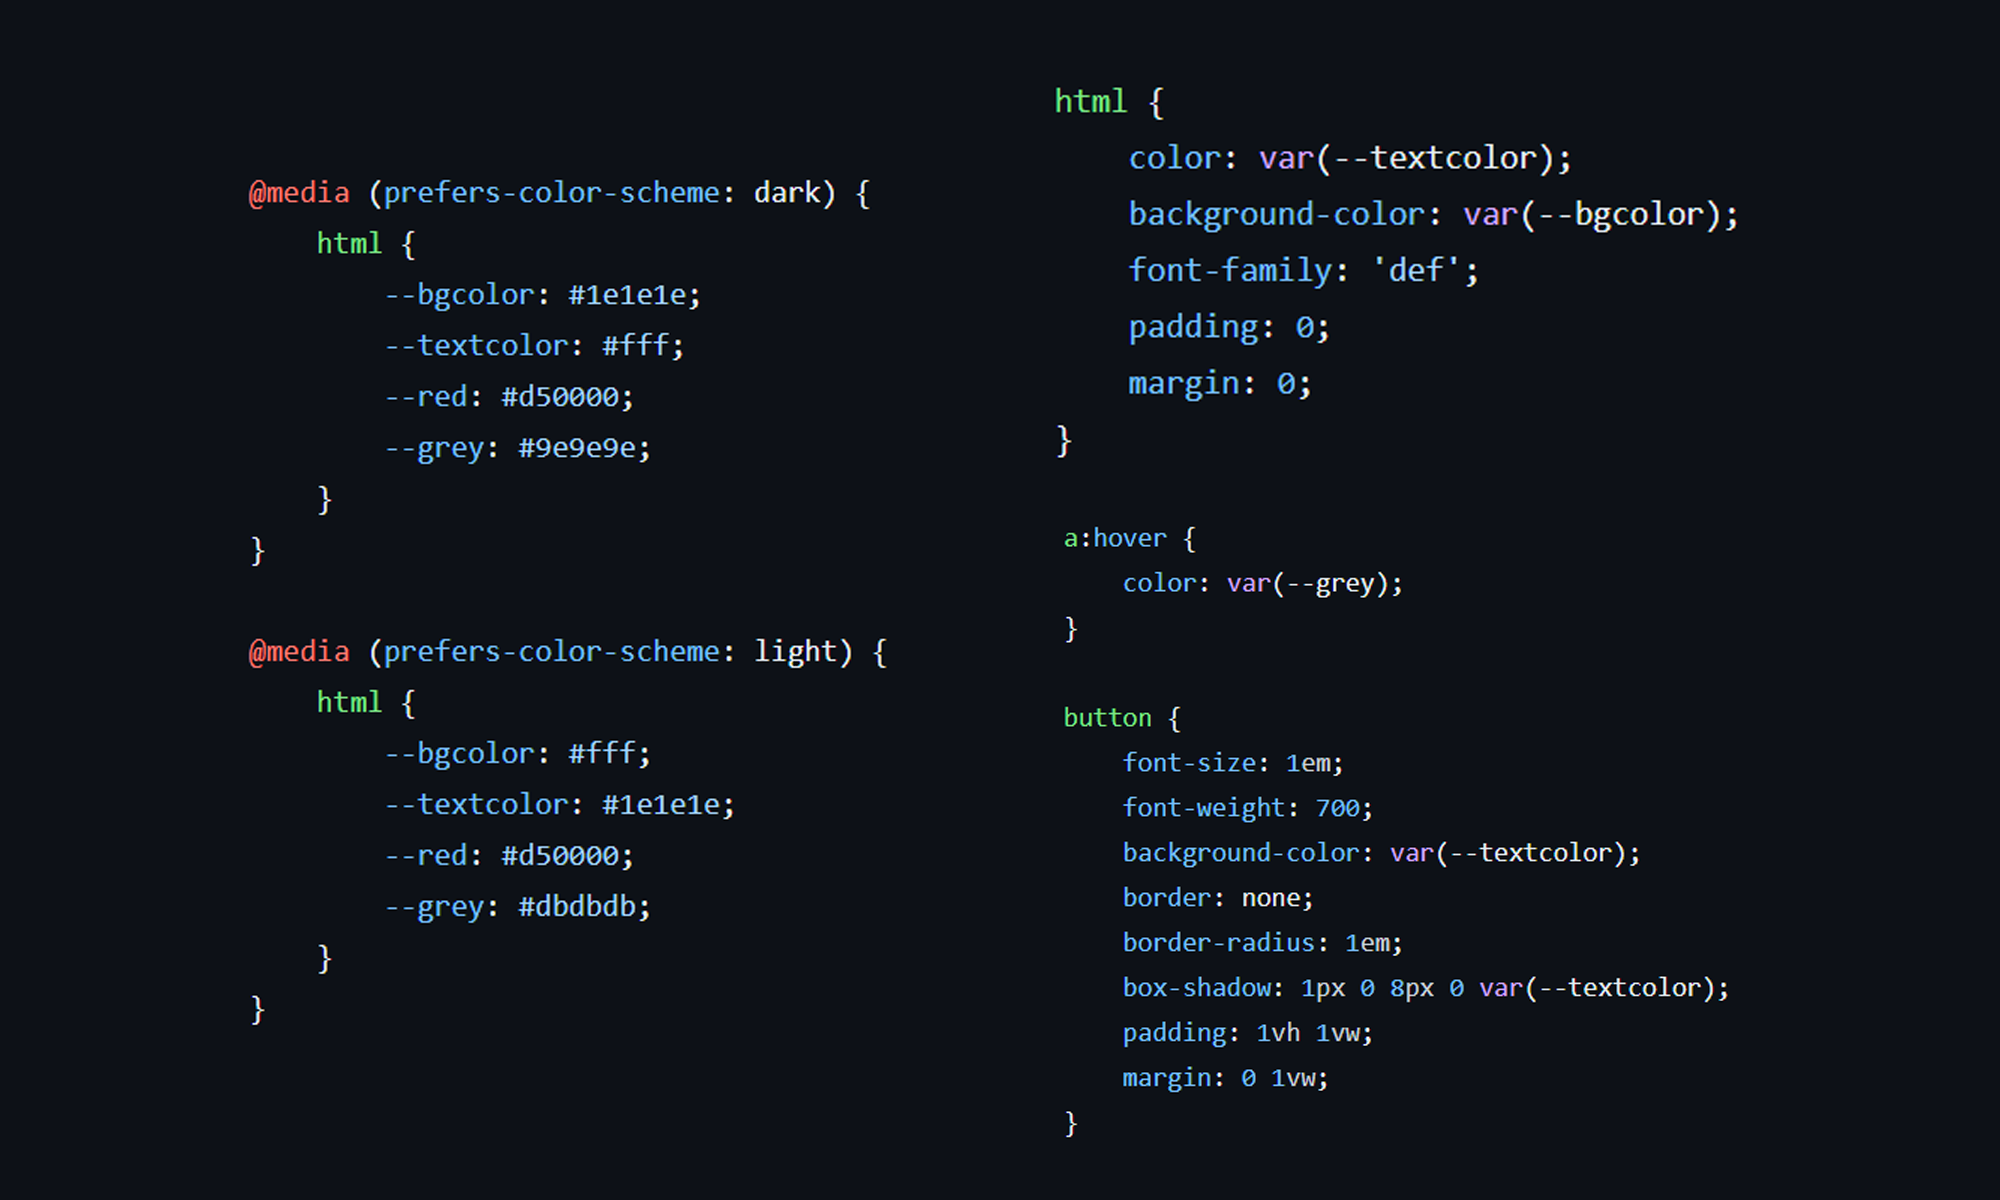 @media (prefers-color-scheme: dark) {
    html {
        --bgcolor: #1e1e1e;
        --textcolor: #fff;
        --red: #d50000;
        --grey: #9e9e9e;
    }
}
@media (prefers-color-scheme: light) {
    html {
        --bgcolor: #fff;
        --textcolor: #1e1e1e;
        --red: #d50000;
        --grey: #dbdbdb;
    }
}
html {
    color: var(--textcolor);
    background-color: var(--bgcolor);
    font-family: 'def';
    padding: 0;
    margin: 0;
}
a:hover {
    color: var(--grey);
}
button {
    font-size: 1em;
    font-weight: 700;
    background-color: var(--textcolor);
    border: none;
    border-radius: 1em;
    box-shadow: 1px 0 8px 0 var(--textcolor);
    padding: 1vh 1vw;
    margin: 0 1vw;
}